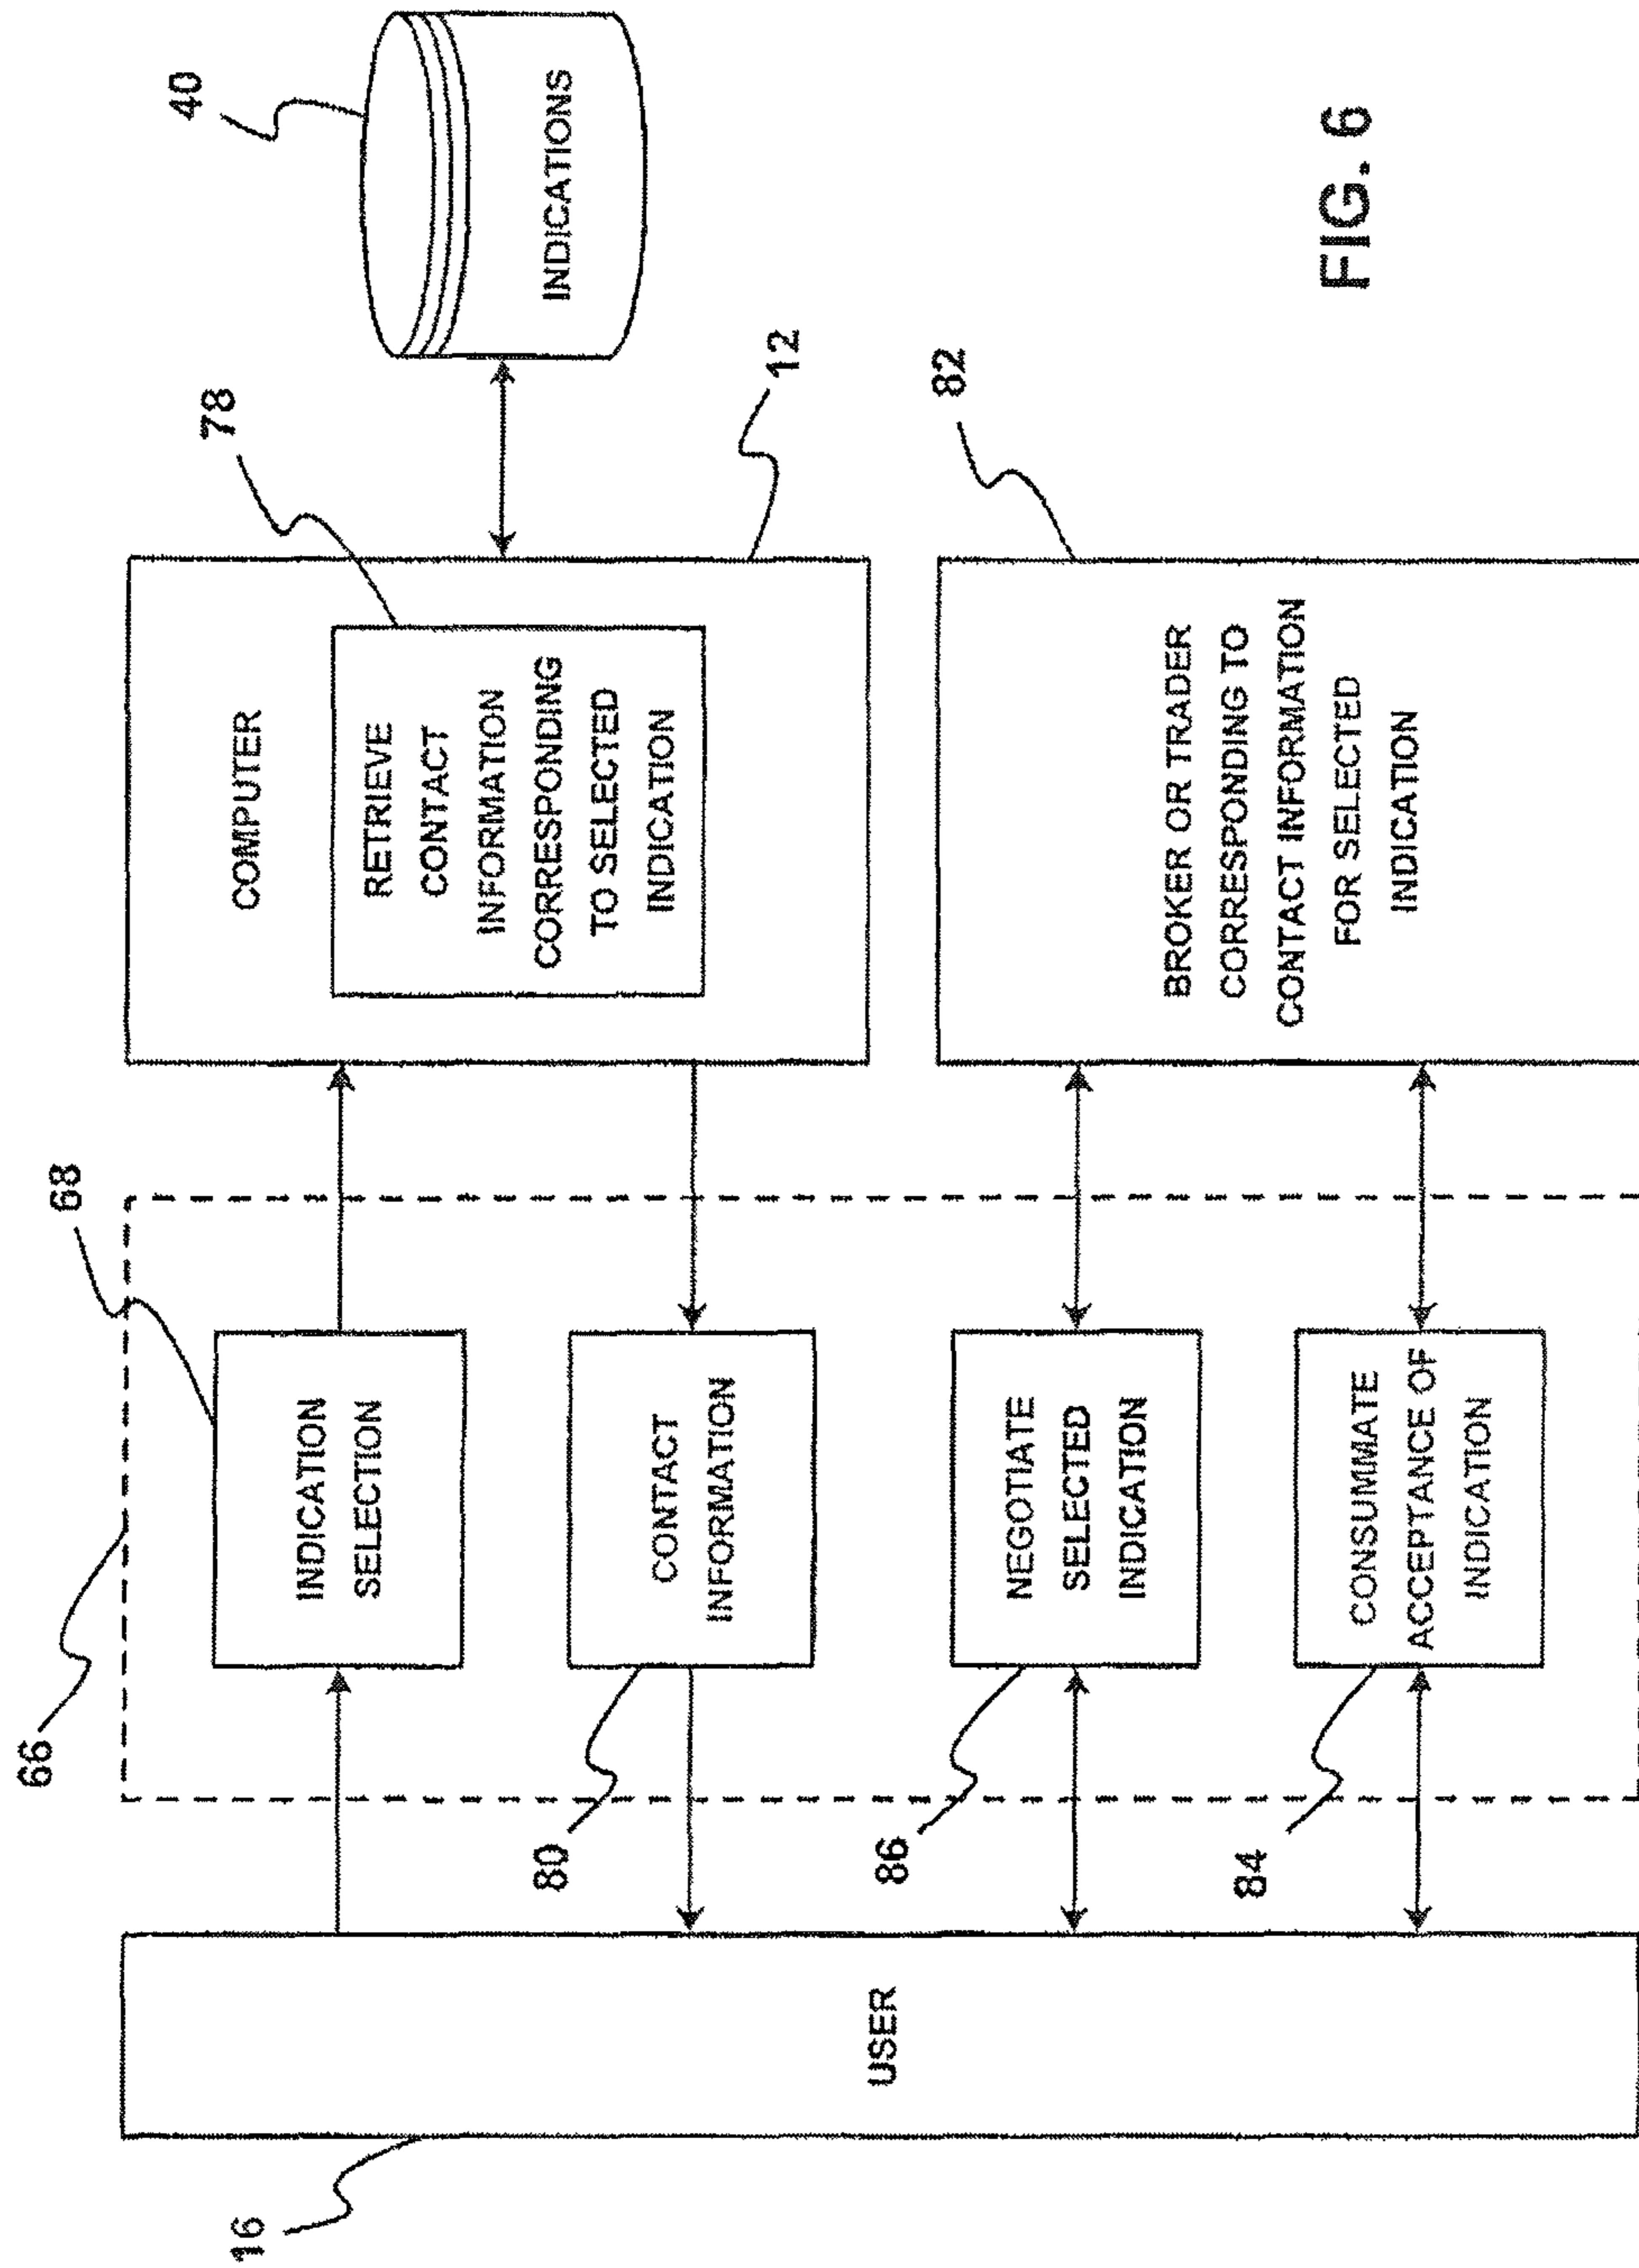 16
USER
66
68
INDICATION
SELECTION
80
CONTACT
INFORMATION
86
NEGOTIATE
SELECTED
INDICATION
84
CONSUMMATE
ACCEPTANCE OF
INDICATION
COMPUTER
78
RETRIEVE
CONTACT
INFORMATION
CORRESPONDING
TO SELECTED
INDICATION
12
40
INDICATIONS
82
BROKER OR TRADER
CORRESPONDING TO
CONTACT INFORMATION
FOR SELECTED
INDICATION
FIG. 6